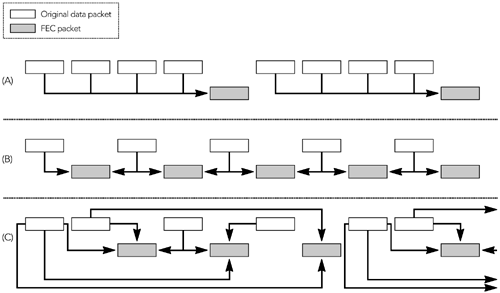 Original data packet
FEC packet
(A)
(B)
(C)